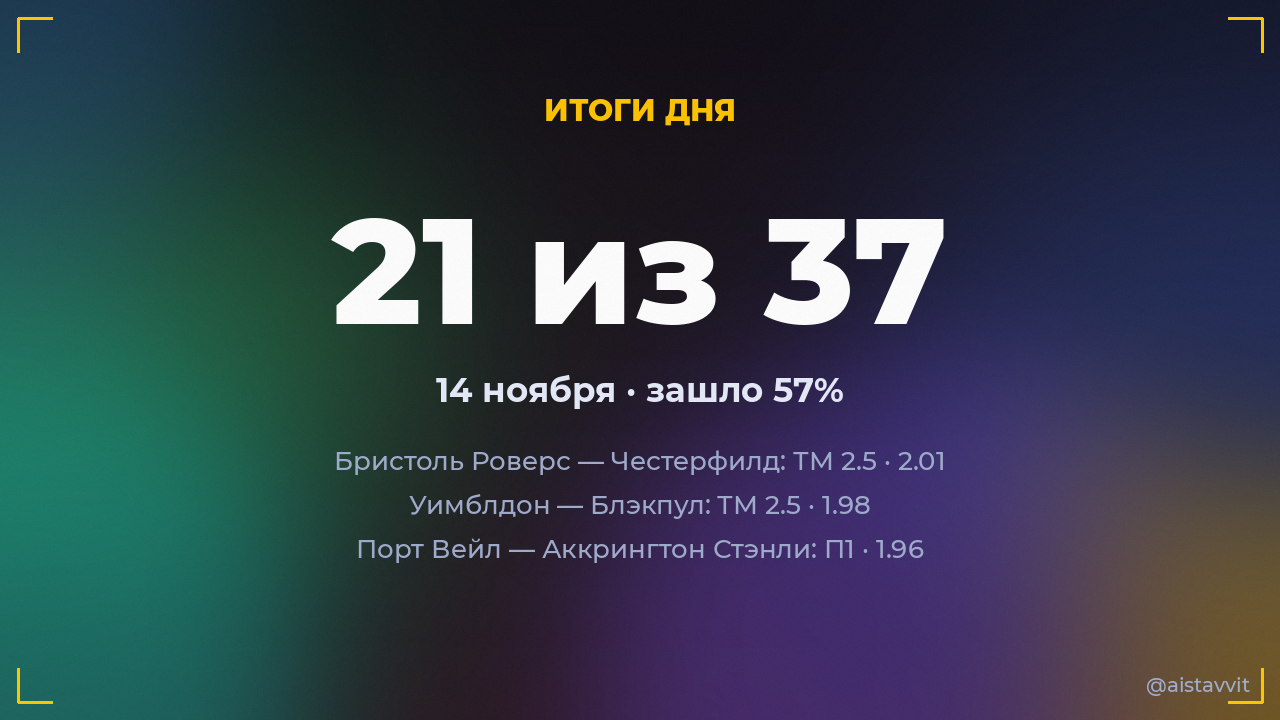 ИТОГИ ДНЯ
21 из 37
14 ноября · зашло 57%
Бристоль Роверс — Честерфилд: ТМ 2.5 · 2.01
Уимблдон — Блэкпул: ТМ 2.5 · 1.98
Порт Вейл — Аккрингтон Стэнли: П1 · 1.96
@aistavvit